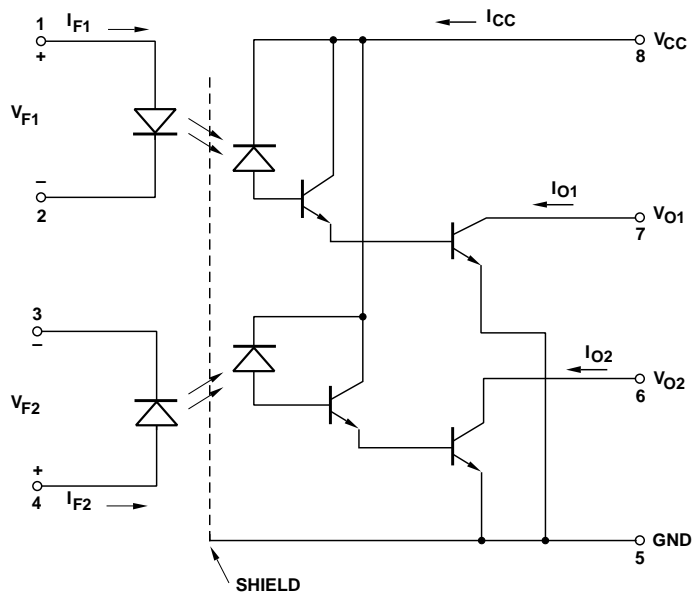 1
IF1
ICC
VCC
8
+
VF1
–
2
IO1
VO1
7
3
–
IO2
VO2
6
VF2
+
4
IF2
GND
5
SHIELD